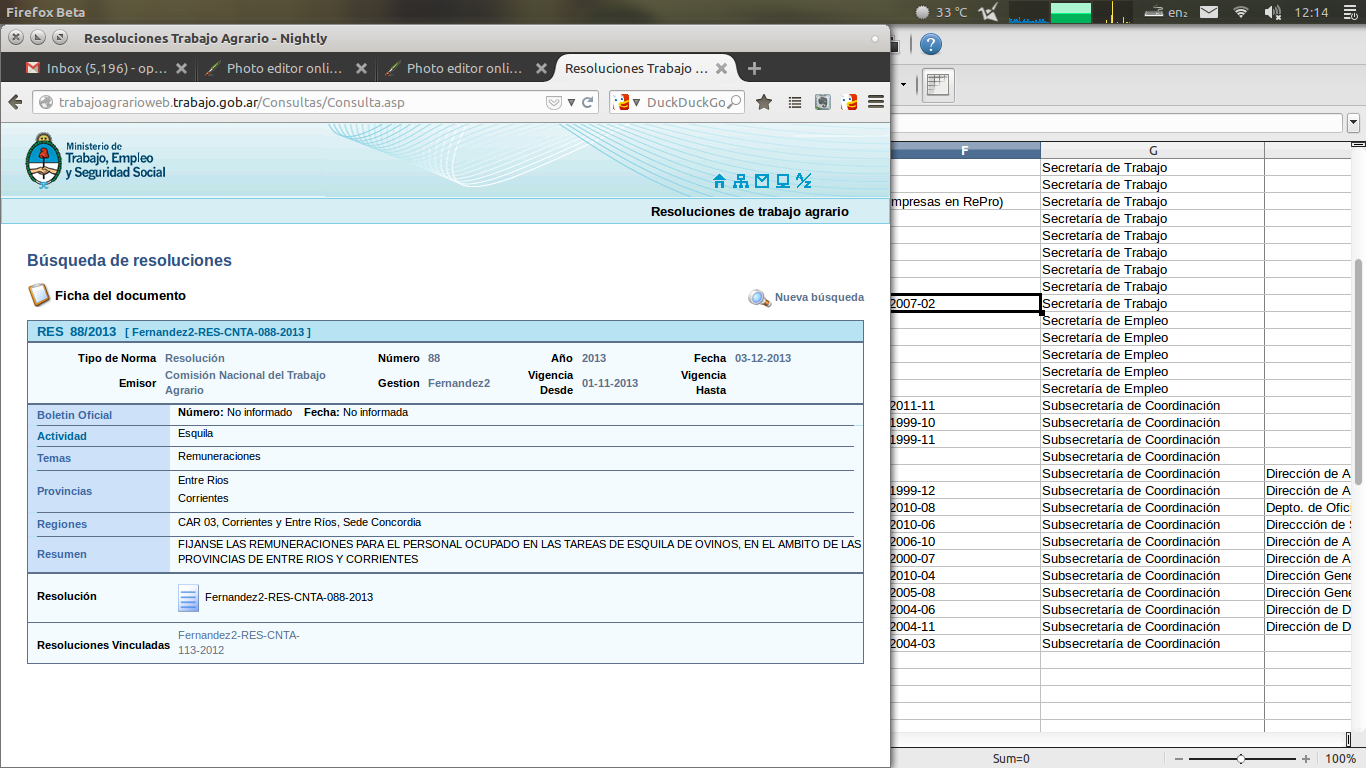 Firefox Beta
33 °C
en₂
12:14
Resoluciones Trabajo Agrario - Nightly
Inbox (5,196) - op...
Photo editor onli...
Photo editor onli...
Resoluciones Trabajo ...
trabajoagrarioweb.trabajo.gob.ar/Consultas/Consulta.asp
DuckDuckGo
Ministerio de
Trabajo, Empleo
y Seguridad Social
Resoluciones de trabajo agrario
Búsqueda de resoluciones
Ficha del documento
Nueva búsqueda
RES 88/2013 [ Fernandez2-RES-CNTA-088-2013 ]
Tipo de Norma Resolución Número 88 Año 2013 Fecha 03-12-2013
Emisor Comisión Nacional del Trabajo Agrario Gestion Fernandez2 Vigencia Desde 01-11-2013 Vigencia Hasta
Boletin Oficial Número: No informado Fecha: No informada
Actividad Esquila
Temas Remuneraciones
Provincias Entre Rios
Corrientes
Regiones CAR 03, Corrientes y Entre Ríos, Sede Concordia
Resumen FIJANSE LAS REMUNERACIONES PARA EL PERSONAL OCUPADO EN LAS TAREAS DE ESQUILA DE OVINOS, EN EL AMBITO DE LAS
PROVINCIAS DE ENTRE RIOS Y CORRIENTES
Resolución Fernandez2-RES-CNTA-088-2013
Resoluciones Vinculadas Fernandez2-RES-CNTA-
113-2012
F G
Secretaría de Trabajo
Secretaría de Trabajo
mpresas en RePro) Secretaría de Trabajo
Secretaría de Trabajo
Secretaría de Trabajo
Secretaría de Trabajo
Secretaría de Trabajo
Secretaría de Trabajo
2007-02 Secretaría de Trabajo
Secretaría de Empleo
Secretaría de Empleo
Secretaría de Empleo
Secretaría de Empleo
Secretaría de Empleo
2011-11 Subsecretaría de Coordinación
1999-10 Subsecretaría de Coordinación
1999-11 Subsecretaría de Coordinación
Subsecretaría de Coordinación
Subsecretaría de Coordinación Dirección de A
1999-12 Subsecretaría de Coordinación Dirección de A
2010-08 Subsecretaría de Coordinación Depto. de Ofic
2010-06 Subsecretaría de Coordinación Direccción de S
2006-10 Subsecretaría de Coordinación Dirección de A
2000-07 Subsecretaría de Coordinación Dirección de A
2010-04 Subsecretaría de Coordinación Dirección Gene
2005-08 Subsecretaría de Coordinación Dirección Gene
2004-06 Subsecretaría de Coordinación Dirección de D
2004-11 Subsecretaría de Coordinación Dirección de D
2004-03 Subsecretaría de Coordinación
Sum=0
100%